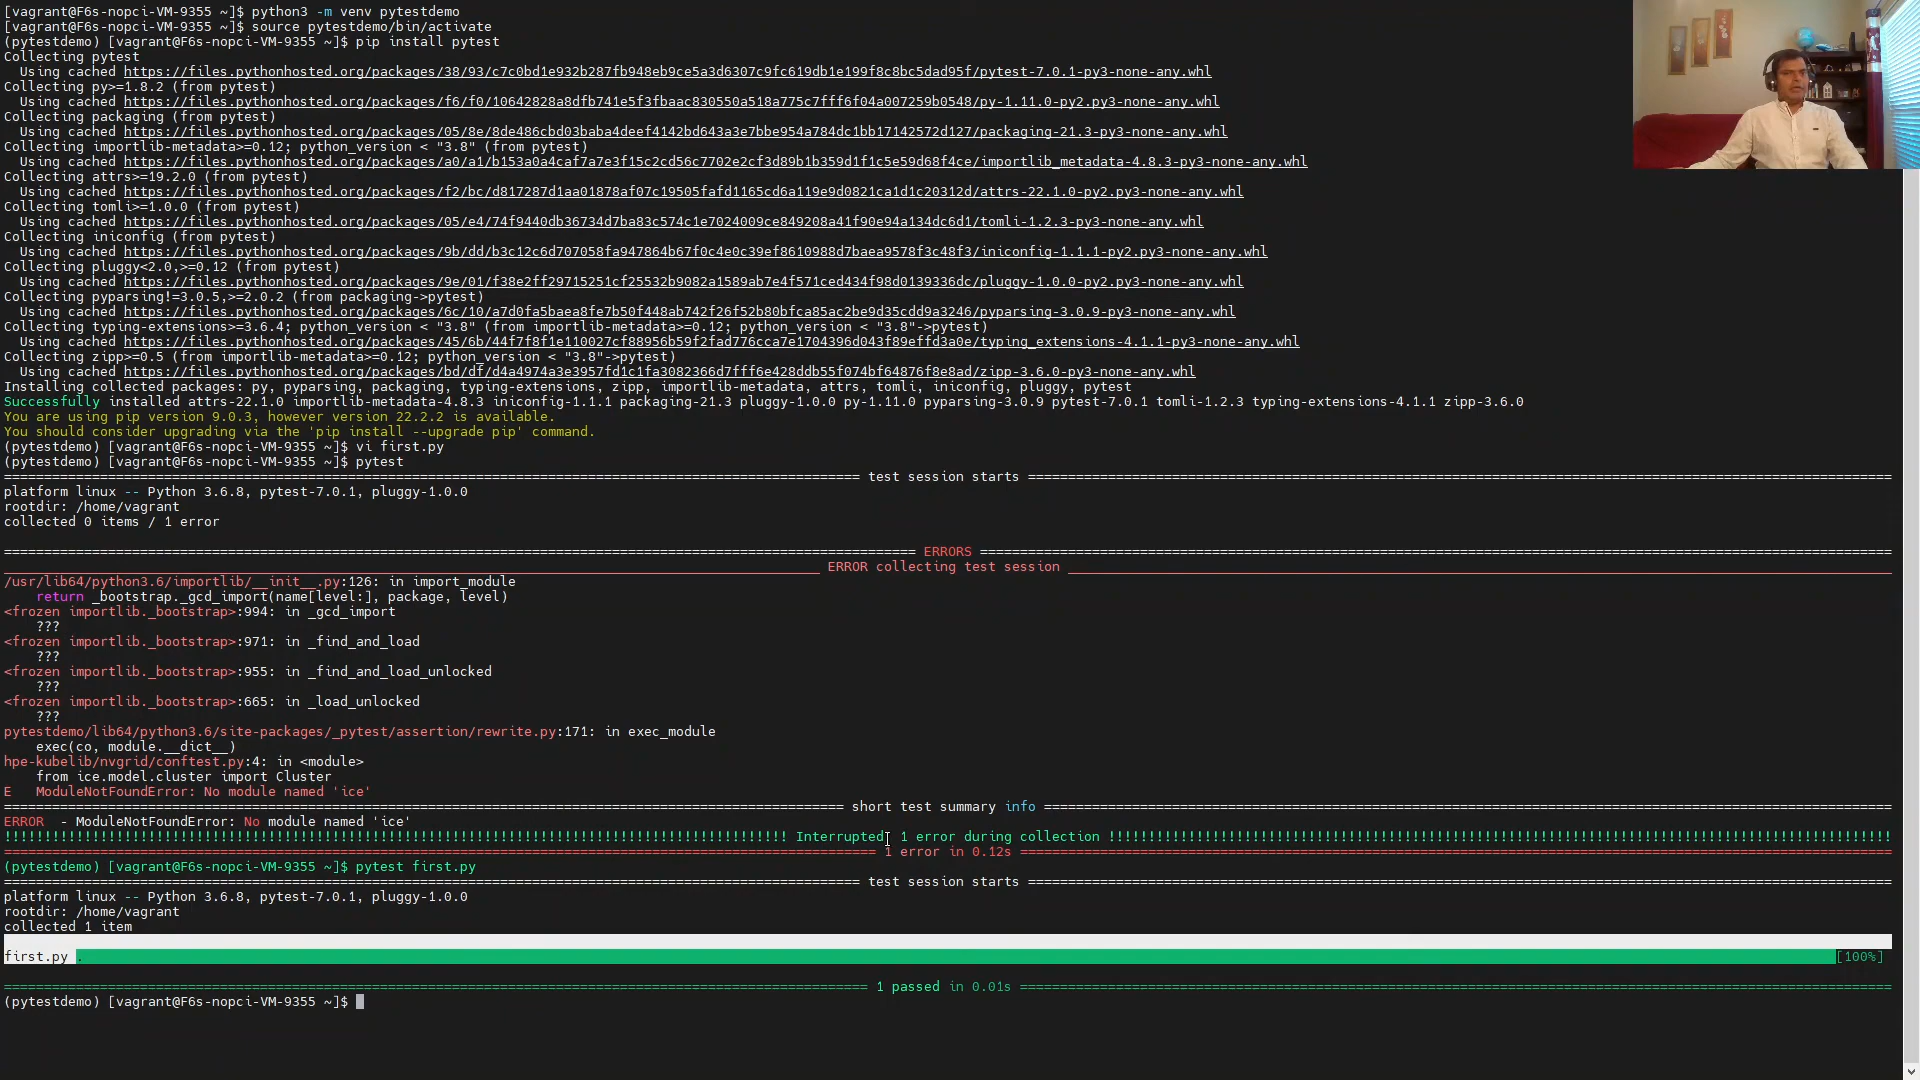 [vagrant@F6s-nopci-VM-9355 ~]$ python3 -m venv pytestdemo
[vagrant@F6s-nopci-VM-9355 ~]$ source pytestdemo/bin/activate
(pytestdemo) [vagrant@F6s-nopci-VM-9355 ~]$ pip install pytest
Collecting pytest
  Using cached https://files.pythonhosted.org/packages/38/93/c7c0bd1e932b287fb948eb9ce5a3d6307c9fc619db1e199f8c8bc5dad95f/pytest-7.0.1-py3-none-any.whl
Collecting py>=1.8.2 (from pytest)
  Using cached https://files.pythonhosted.org/packages/f6/f0/10642828a8dfb741e5f3fbaac830550a518a775c7fff6f04a007259b0548/py-1.11.0-py2.py3-none-any.whl
Collecting packaging (from pytest)
  Using cached https://files.pythonhosted.org/packages/05/8e/8de486cbd03baba4deef4142bd643a3e7bbe954a784dc1bb17142572d127/packaging-21.3-py3-none-any.whl
Collecting importlib-metadata>=0.12; python_version < "3.8" (from pytest)
  Using cached https://files.pythonhosted.org/packages/a0/a1/b153a0a4caf7a7e3f15c2cd56c7702e2cf3d89b1b359d1f1c5e59d68f4ce/importlib_metadata-4.8.3-py3-none-any.whl
Collecting attrs>=19.2.0 (from pytest)
  Using cached https://files.pythonhosted.org/packages/f2/bc/d817287d1aa01878af07c19505fafd1165cd6a119e9d0821ca1d1c20312d/attrs-22.1.0-py2.py3-none-any.whl
Collecting tomli>=1.0.0 (from pytest)
  Using cached https://files.pythonhosted.org/packages/05/e4/74f9440db36734d7ba83c574c1e7024009ce849208a41f90e94a134dc6d1/tomli-1.2.3-py3-none-any.whl
Collecting iniconfig (from pytest)
  Using cached https://files.pythonhosted.org/packages/9b/dd/b3c12c6d707058fa947864b67f0c4e0c39ef8610988d7baea9578f3c48f3/iniconfig-1.1.1-py2.py3-none-any.whl
Collecting pluggy<2.0,>=0.12 (from pytest)
  Using cached https://files.pythonhosted.org/packages/9e/01/f38e2ff29715251cf25532b9082a1589ab7e4f571ced434f98d0139336dc/pluggy-1.0.0-py2.py3-none-any.whl
Collecting pyparsing!=3.0.5,>=2.0.2 (from packaging->pytest)
  Using cached https://files.pythonhosted.org/packages/6c/10/a7d0fa5baea8fe7b50f448ab742f26f52b80bfca85ac2be9d35cdd9a3246/pyparsing-3.0.9-py3-none-any.whl
Collecting typing-extensions>=3.6.4; python_version < "3.8" (from importlib-metadata>=0.12; python_version < "3.8"->pytest)
  Using cached https://files.pythonhosted.org/packages/45/6b/44f7f8f1e110027cf88956b59f2fad776cca7e1704396d043f89effd3a0e/typing_extensions-4.1.1-py3-none-any.whl
Collecting zipp>=0.5 (from importlib-metadata>=0.12; python_version < "3.8"->pytest)
  Using cached https://files.pythonhosted.org/packages/bd/df/d4a4974a3e3957fd1c1fa3082366d7fff6e428ddb55f074bf64876f8e8ad/zipp-3.6.0-py3-none-any.whl
Installing collected packages: py, pyparsing, packaging, typing-extensions, zipp, importlib-metadata, attrs, tomli, iniconfig, pluggy, pytest
Successfully installed attrs-22.1.0 importlib-metadata-4.8.3 iniconfig-1.1.1 packaging-21.3 pluggy-1.0.0 py-1.11.0 pyparsing-3.0.9 pytest-7.0.1 tomli-1.2.3 typing-extensions-4.1.1 zipp-3.6.0
You are using pip version 9.0.3, however version 22.2.2 is available.
You should consider upgrading via the 'pip install --upgrade pip' command.
(pytestdemo) [vagrant@F6s-nopci-VM-9355 ~]$ vi first.py
(pytestdemo) [vagrant@F6s-nopci-VM-9355 ~]$ pytest
=========== test session starts ===========
platform linux -- Python 3.6.8, pytest-7.0.1, pluggy-1.0.0
rootdir: /home/vagrant
collected 0 items / 1 error
=========== ERRORS ===========
___________ ERROR collecting test session ___________
/usr/lib64/python3.6/importlib/__init__.py:126: in import_module
    return _bootstrap._gcd_import(name[level:], package, level)
<frozen importlib._bootstrap>:994: in _gcd_import
    ???
<frozen importlib._bootstrap>:971: in _find_and_load
    ???
<frozen importlib._bootstrap>:955: in _find_and_load_unlocked
    ???
<frozen importlib._bootstrap>:665: in _load_unlocked
    ???
pytestdemo/lib64/python3.6/site-packages/_pytest/assertion/rewrite.py:171: in exec_module
    exec(co, module.__dict__)
hpe-kubelib/nvgrid/conftest.py:4: in <module>
    from ice.model.cluster import Cluster
E   ModuleNotFoundError: No module named 'ice'
=========== short test summary info ===========
ERROR  - ModuleNotFoundError: No module named 'ice'
!!!!!!!!!!! Interrupted: 1 error during collection !!!!!!!!!!!
=========== 1 error in 0.12s ===========
(pytestdemo) [vagrant@F6s-nopci-VM-9355 ~]$ pytest first.py
=========== test session starts ===========
platform linux -- Python 3.6.8, pytest-7.0.1, pluggy-1.0.0
rootdir: /home/vagrant
collected 1 item
first.py . [100%]
=========== 1 passed in 0.01s ===========
(pytestdemo) [vagrant@F6s-nopci-VM-9355 ~]$